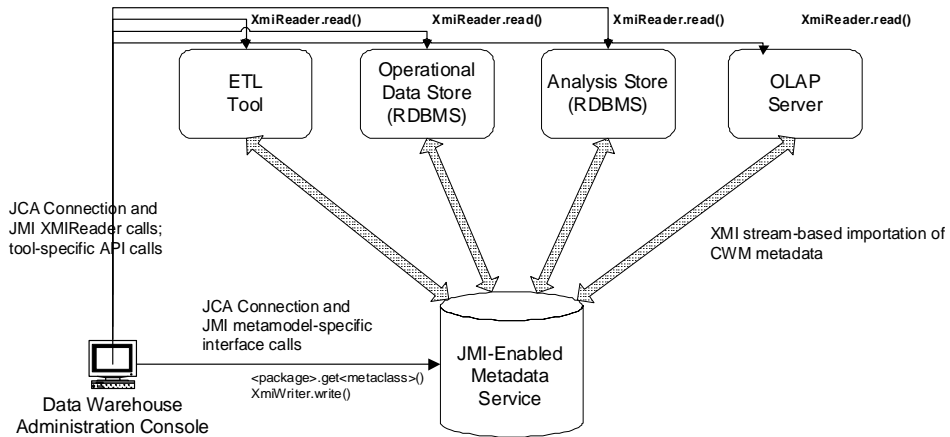 XmiReader.read()
XmiReader.read()
XmiReader.read()
XmiReader.read()
ETL
Tool
Operational
Data Store
(RDBMS)
Analysis Store
(RDBMS)
OLAP
Server
JCA Connection and
JMI XMIReader calls;
tool-specific API calls
XMI stream-based importation of
CWM metadata
JCA Connection and
JMI metamodel-specific
interface calls
<package>.get<metaclass>()
XmiWriter.write()
JMI-Enabled
Metadata
Service
Data Warehouse
Administration Console